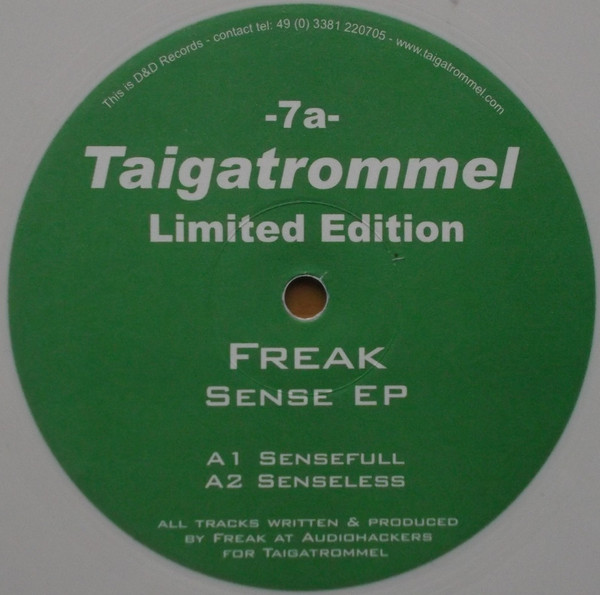 This is D&D Records - contact tel: 49 (0) 3381 220705 - www.taigatrommel.com
-7a-
Taigatrommel
Limited Edition
FREAK
SENSE EP
A1 SENSEFULL
A2 SENSELESS
ALL TRACKS WRITTEN & PRODUCED
BY FREAK AT AUDIOHACKERS
FOR TAIGATROMMEL